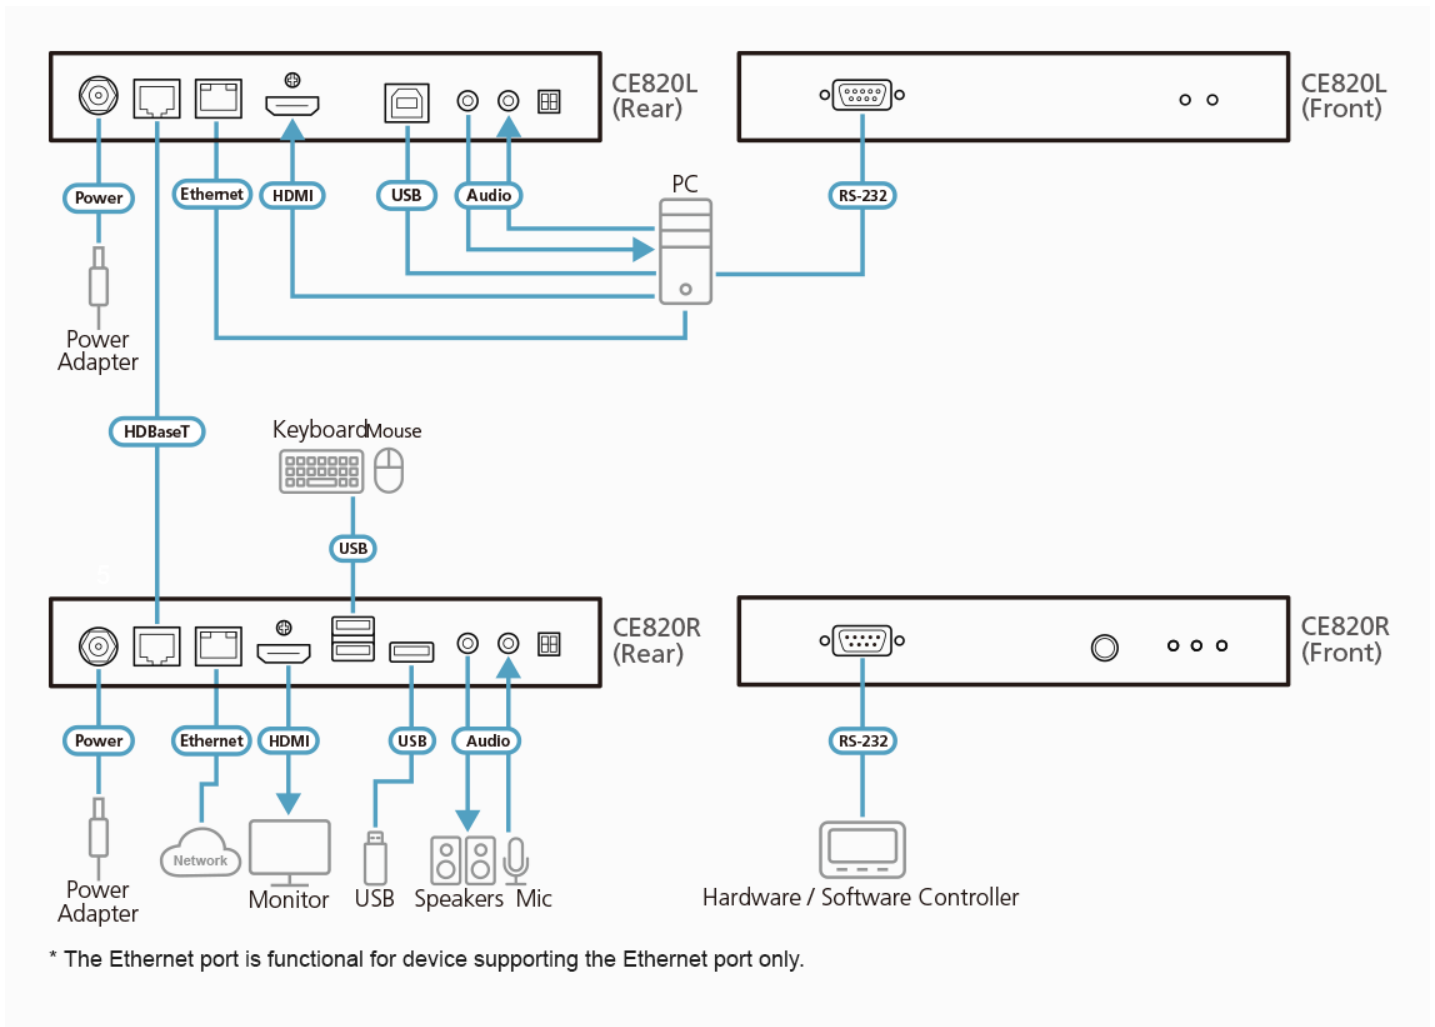 CE820L
(Rear)
CE820L
(Front)
Power
Ethernet
HDMI
USB
Audio
PC
RS-232
Power
Adapter
HDBaseT
Keyboard
Mouse
USB
5
CE820R
(Rear)
CE820R
(Front)
Power
Ethernet
HDMI
USB
Audio
RS-232
Network
Power
Adapter
Monitor
USB
Speakers
Mic
Hardware / Software Controller
* The Ethernet port is functional for device supporting the Ethernet port only.